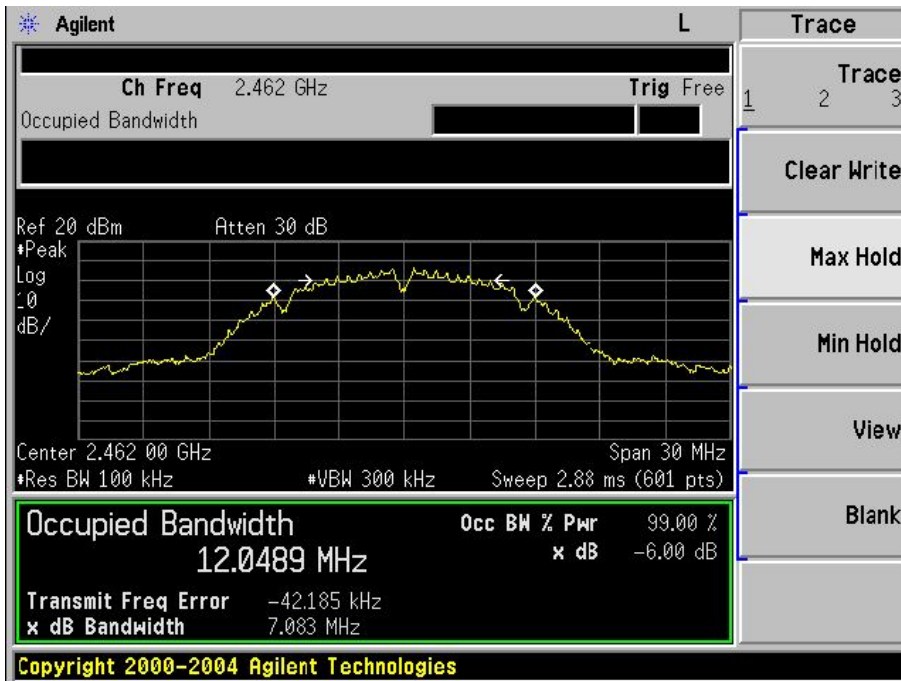 Agilent L Trace
Ch Freq 2.462 GHz Trig Free
Occupied Bandwidth
Trace
1 2 3
Clear Write
Max Hold
Min Hold
View
Blank
Ref 20 dBm Atten 30 dB
#Peak
Log
10
dB/
Center 2.462 00 GHz Span 30 MHz
#Res BW 100 kHz #VBW 300 kHz Sweep 2.88 ms (601 pts)
Occupied Bandwidth Occ BW % Pwr 99.00 %
12.0489 MHz x dB -6.00 dB
Transmit Freq Error -42.185 kHz
x dB Bandwidth 7.083 MHz
Copyright 2000-2004 Agilent Technologies